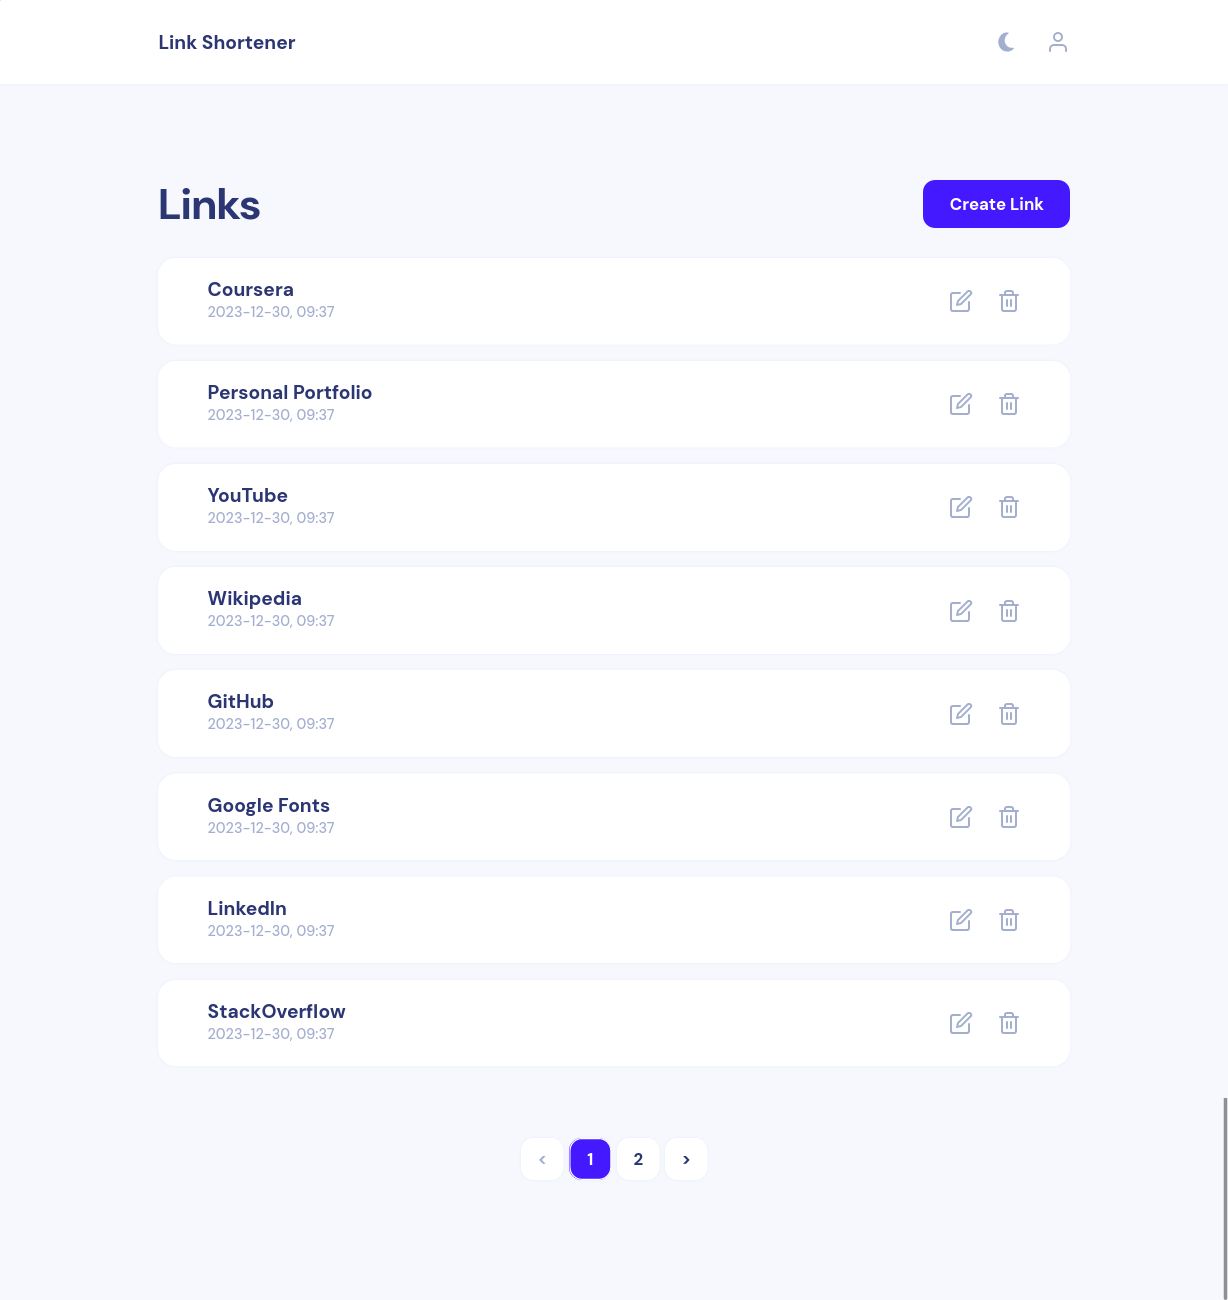 Link Shortener
Links
Create Link
Coursera
2023-12-30, 09:37
Personal Portfolio
2023-12-30, 09:37
YouTube
2023-12-30, 09:37
Wikipedia
2023-12-30, 09:37
GitHub
2023-12-30, 09:37
Google Fonts
2023-12-30, 09:37
LinkedIn
2023-12-30, 09:37
StackOverflow
2023-12-30, 09:37
‹ 1 2 ›